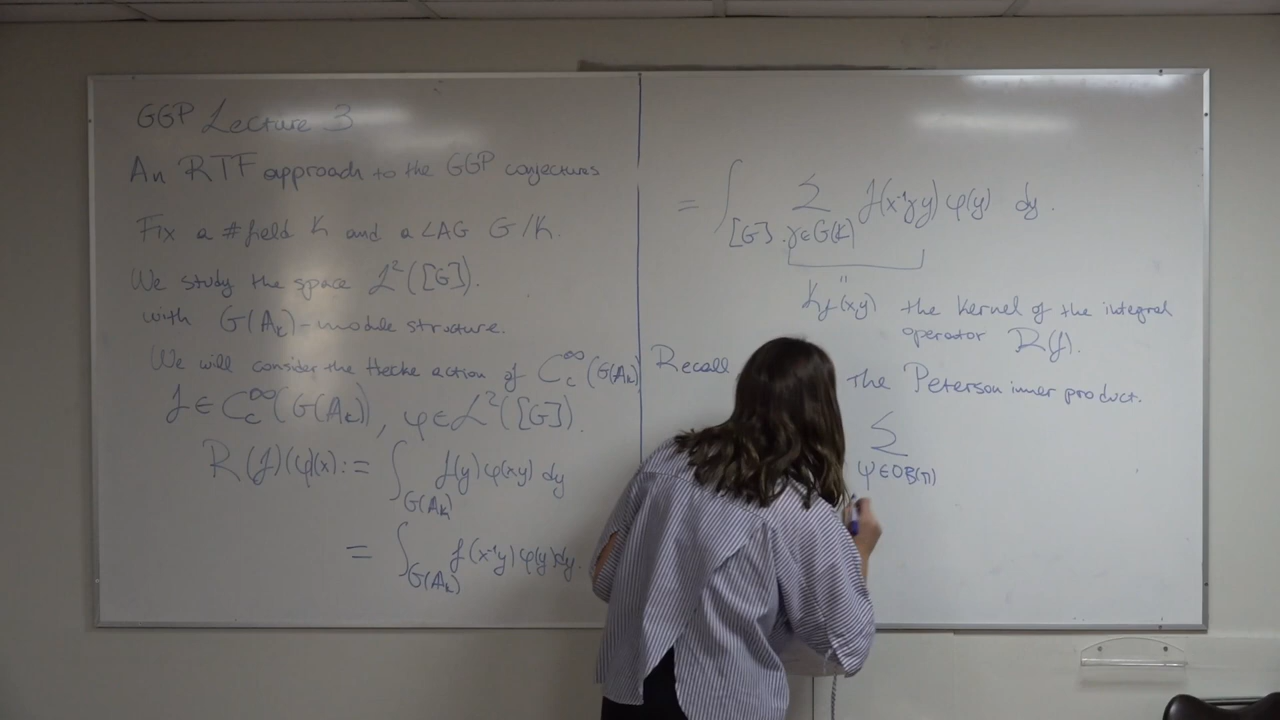 GGP Lecture 3
An RTF approach to the GGP conjectures
Fix a # field K and a LAG G/K.
We study the space L²([G]).
with G(A_K)-module structure.
We will consider the Hecke action of C_c^∞(G(A_K))
f ∈ C_c^∞(G(A_K)), φ ∈ L²([G]).
R(f)(φ)(x) := ∫_{G(A_K)} f(y) φ(xy) dy
= ∫_{G(A_K)} f(x⁻¹y) φ(y) dy.
= ∫_{[G]} Σ_{γ∈G(K)} f(x⁻¹γy) φ(y) dy.
"
K_f(x,y) the kernel of the integral
operator R(f).
Recall the Peterson inner product.
Σ_{φ∈OB(π)}